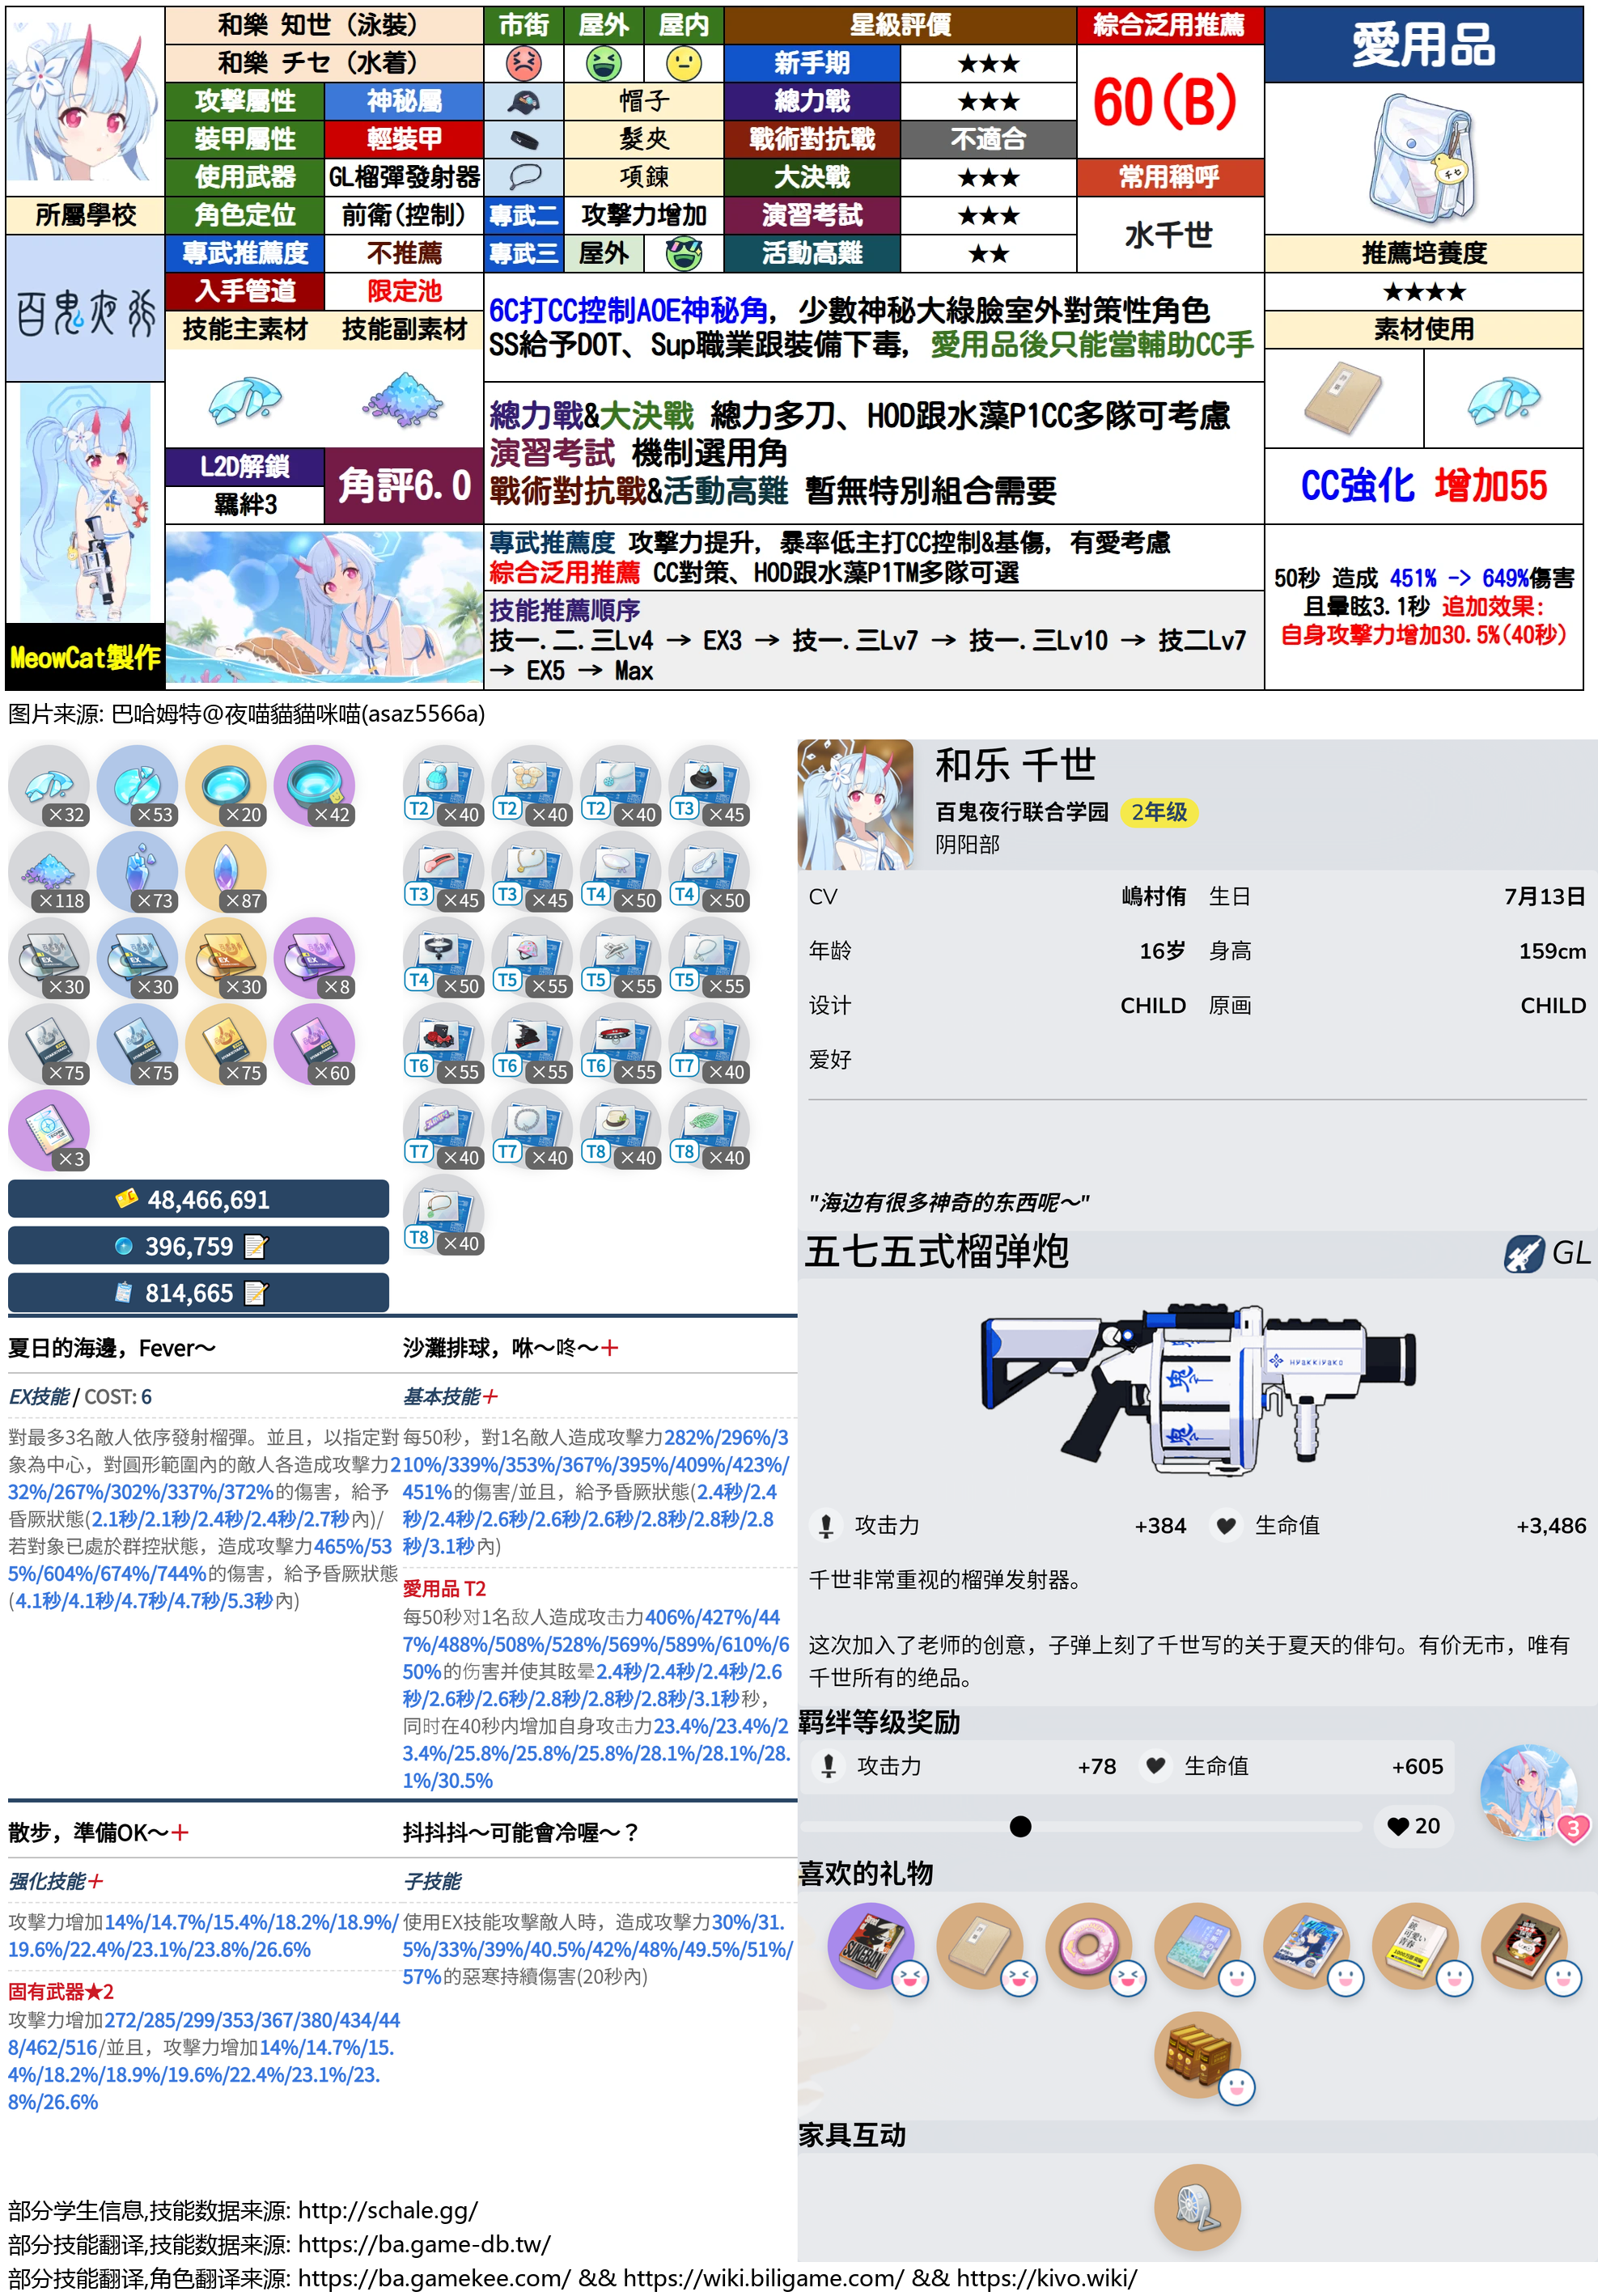 和樂 知世（泳裝）
和樂 チセ（水着）
市街 屋外 屋内
星級評價
綜合泛用推薦
愛用品
新手期 ★★★
60(B)
攻擊屬性 神秘屬
帽子
總力戰 ★★★
裝甲屬性 輕裝甲
髮夾
戰術對抗戰 不適合
使用武器 GL榴彈發射器
項鍊
大決戰 ★★★
常用稱呼
所屬學校
角色定位 前衛(控制)
專武二 攻擊力增加
演習考試 ★★★
水千世
專武推薦度 不推薦
專武三 屋外
活動高難 ★★
推薦培養度
百鬼夜行
入手管道 限定池
★★★★
技能主素材 技能副素材
6C打CC控制AOE神秘角, 少數神秘大綠臉室外對策性角色
SS給予DOT、Sup職業跟裝備下毒, 愛用品後只能當輔助CC手
素材使用
總力戰&大決戰 總力多刀、HOD跟水藻P1CC多隊可考慮
演習考試 機制選用角
戰術對抗戰&活動高難 暫無特別組合需要
L2D解鎖
羈絆3
角評6.0
CC強化 增加55
專武推薦度 攻擊力提升, 暴率低主打CC控制&基傷, 有愛考慮
綜合泛用推薦 CC對策、HOD跟水藻P1TM多隊可選
技能推薦順序
技一.二.三Lv4 → EX3 → 技一.三Lv7 → 技一.三Lv10 → 技二Lv7
→ EX5 → Max
50秒 造成 451% -> 649%傷害
且暈眩3.1秒 追加效果:
自身攻擊力增加30.5%(40秒)
MeowCat製作
图片来源: 巴哈姆特@夜喵貓貓咪喵(asaz5566a)
×32 ×53 ×20 ×42
×118 ×73 ×87
×30 ×30 ×30 ×8
×75 ×75 ×75 ×60
×3
48,466,691
396,759
814,665
T2 ×40 T2 ×40 T2 ×40 T3 ×45
T3 ×45 T3 ×45 T4 ×50 T4 ×50
T4 ×50 T5 ×55 T5 ×55 T5 ×55
T6 ×55 T6 ×55 T6 ×55 T7 ×40
T7 ×40 T7 ×40 T8 ×40 T8 ×40
T8 ×40
和乐 千世
百鬼夜行联合学园 2年级
阴阳部
CV 嶋村侑 生日 7月13日
年龄 16岁 身高 159cm
设计 CHILD 原画 CHILD
爱好
"海边有很多神奇的东西呢～"
五七五式榴弹炮 GL
HYAKKIYAKO
鬼
鬼
攻击力 +384 生命值 +3,486
千世非常重视的榴弹发射器。
这次加入了老师的创意，子弹上刻了千世写的关于夏天的俳句。有价无市，唯有
千世所有的绝品。
羁绊等级奖励
攻击力 +78 生命值 +605
20
3
喜欢的礼物
家具互动
夏日的海邊，Fever～
EX技能 / COST: 6
對最多3名敵人依序發射榴彈。並且，以指定對
象為中心，對圓形範圍內的敵人各造成攻擊力2
32%/267%/302%/337%/372%的傷害，給予
昏厥狀態(2.1秒/2.1秒/2.4秒/2.4秒/2.7秒內)/
若對象已處於群控狀態，造成攻擊力465%/53
5%/604%/674%/744%的傷害，給予昏厥狀態
(4.1秒/4.1秒/4.7秒/4.7秒/5.3秒內)
沙灘排球，咻～咚～+
基本技能+
每50秒，對1名敵人造成攻擊力282%/296%/3
10%/339%/353%/367%/395%/409%/423%/
451%的傷害/並且，給予昏厥狀態(2.4秒/2.4
秒/2.4秒/2.6秒/2.6秒/2.6秒/2.8秒/2.8秒/2.8
秒/3.1秒內)
愛用品 T2
每50秒对1名敌人造成攻击力406%/427%/44
7%/488%/508%/528%/569%/589%/610%/6
50%的伤害并使其眩晕2.4秒/2.4秒/2.4秒/2.6
秒/2.6秒/2.6秒/2.8秒/2.8秒/2.8秒/3.1秒秒，
同时在40秒内增加自身攻击力23.4%/23.4%/2
3.4%/25.8%/25.8%/25.8%/28.1%/28.1%/28.
1%/30.5%
散步，準備OK～+
强化技能+
攻擊力增加14%/14.7%/15.4%/18.2%/18.9%/
19.6%/22.4%/23.1%/23.8%/26.6%
固有武器★2
攻擊力增加272/285/299/353/367/380/434/44
8/462/516/並且，攻擊力增加14%/14.7%/15.
4%/18.2%/18.9%/19.6%/22.4%/23.1%/23.
8%/26.6%
抖抖抖～可能會冷喔～？
子技能
使用EX技能攻擊敵人時，造成攻擊力30%/31.
5%/33%/39%/40.5%/42%/48%/49.5%/51%/
57%的惡寒持續傷害(20秒內)
部分学生信息,技能数据来源: http://schale.gg/
部分技能翻译,技能数据来源: https://ba.game-db.tw/
部分技能翻译,角色翻译来源: https://ba.gamekee.com/ && https://wiki.biligame.com/ && https://kivo.wiki/